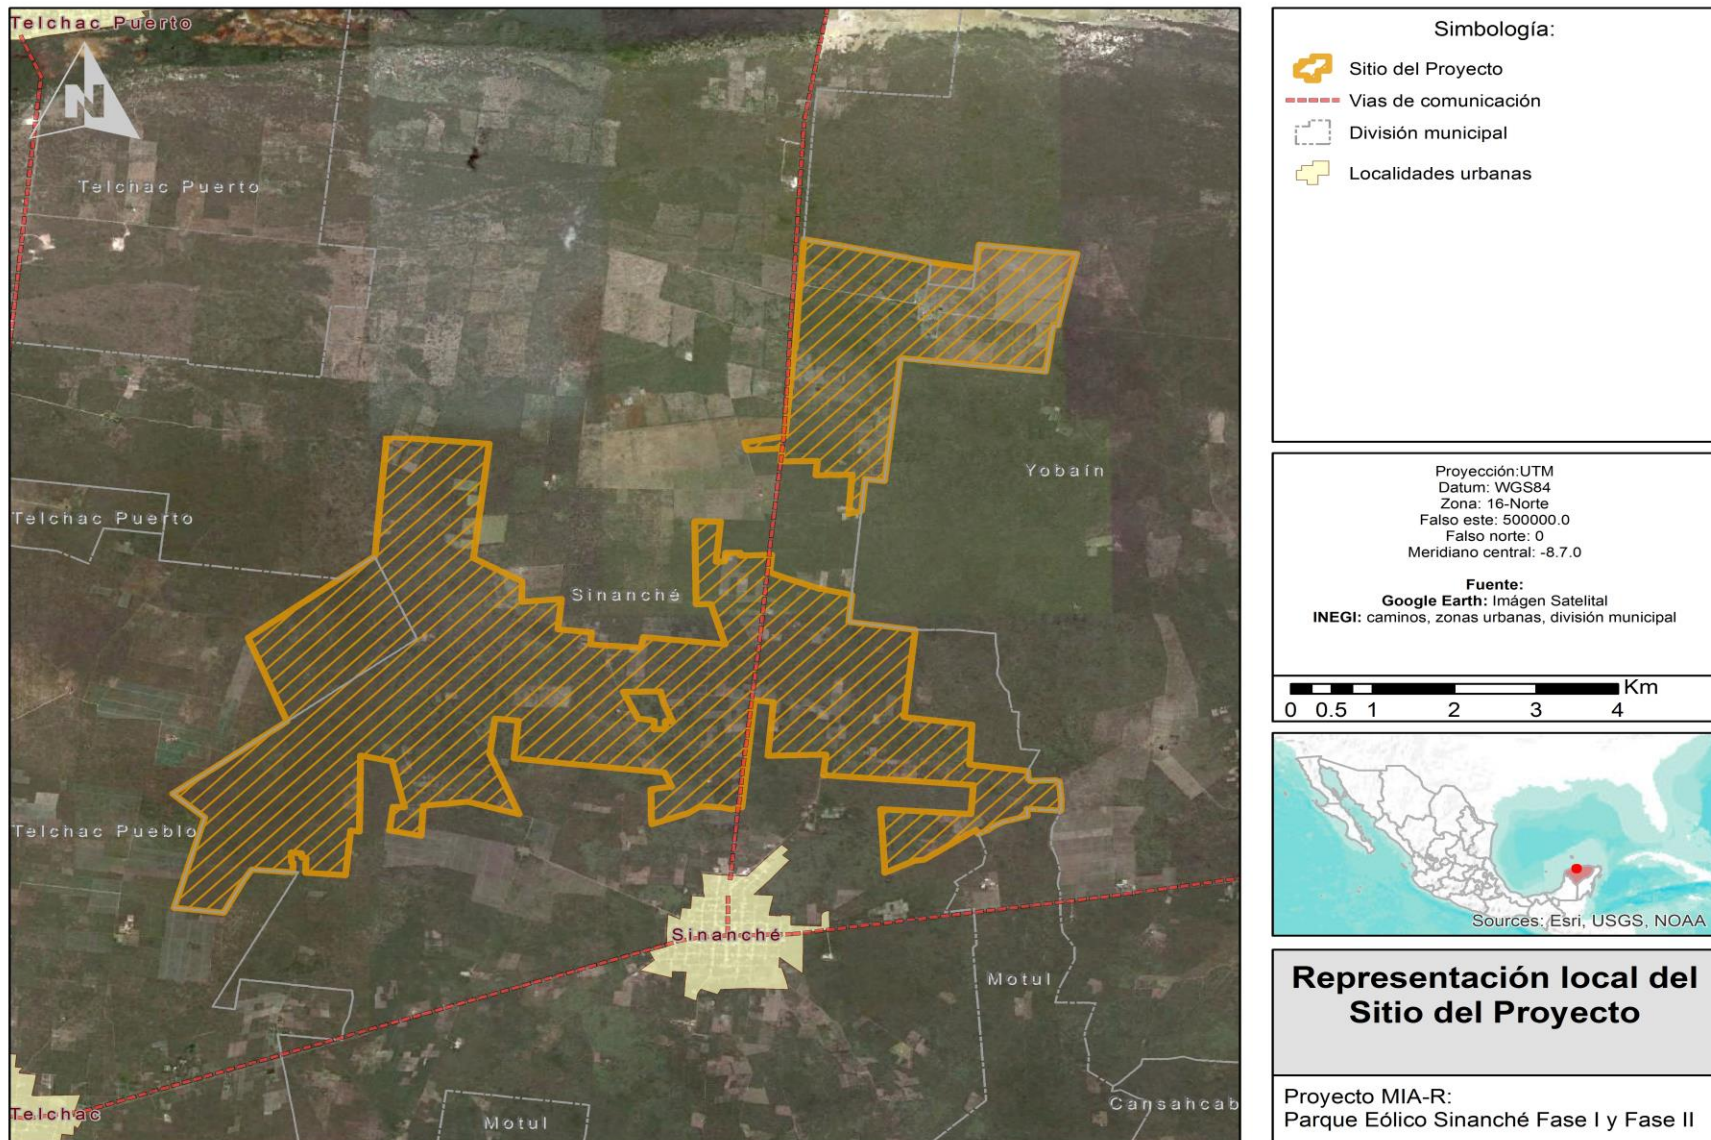 Telchac Puerto
N
Telchac Puerto
Yobaín
Telchac Puerto
Sinanché
Telchac Pueblo
Sinanché
Motul
Telchac
Motul
Cansahcab
Simbología:
Sitio del Proyecto
Vias de comunicación
División municipal
Localidades urbanas
Proyección:UTM
Datum: WGS84
Zona: 16-Norte
Falso este: 500000.0
Falso norte: 0
Meridiano central: -8.7.0
Fuente:
Google Earth: Imágen Satelital
INEGI: caminos, zonas urbanas, división municipal
Km
0 0.5 1 2 3 4
Sources: Esri, USGS, NOAA
Representación local del
Sitio del Proyecto
Proyecto MIA-R:
Parque Eólico Sinanché Fase I y Fase II